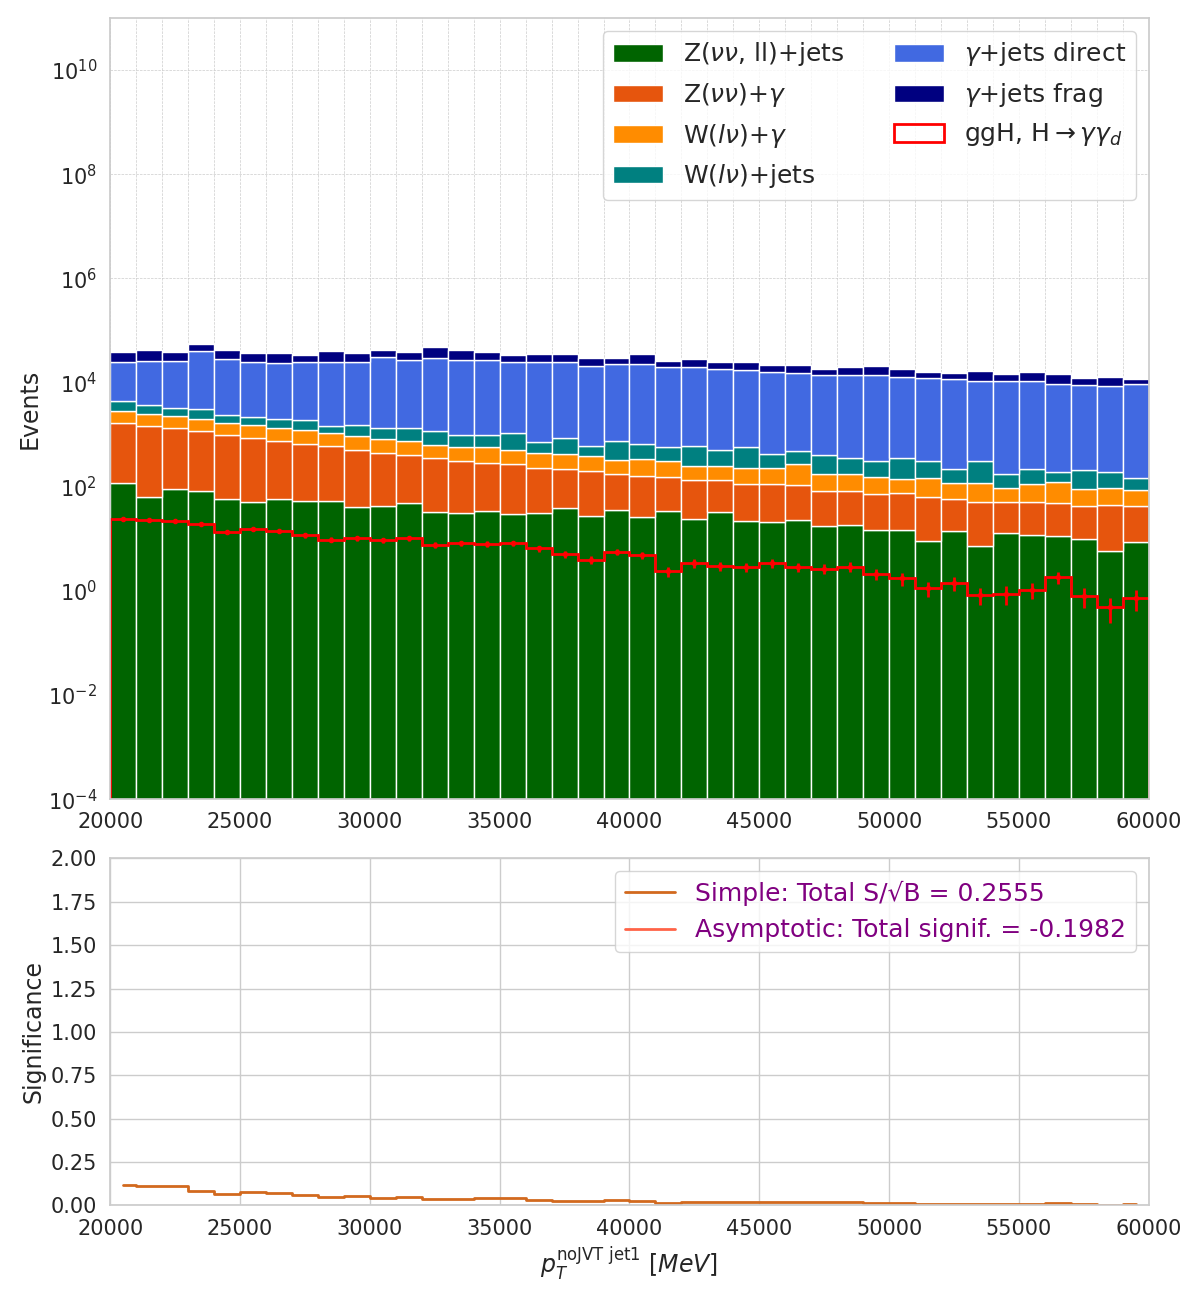 Z(νν, ll)+jets
Z(νν)+γ
W(lν)+γ
W(lν)+jets
γ+jets direct
γ+jets frag
ggH, H→γγ_d
Events
10^10
10^8
10^6
10^4
10^2
10^0
10^−2
10^−4
20000 25000 30000 35000 40000 45000 50000 55000 60000
Simple: Total S/√B = 0.2555
Asymptotic: Total signif. = -0.1982
Significance
2.00
1.75
1.50
1.25
1.00
0.75
0.50
0.25
0.00
20000 25000 30000 35000 40000 45000 50000 55000 60000
p_T^noJVT jet1 [MeV]